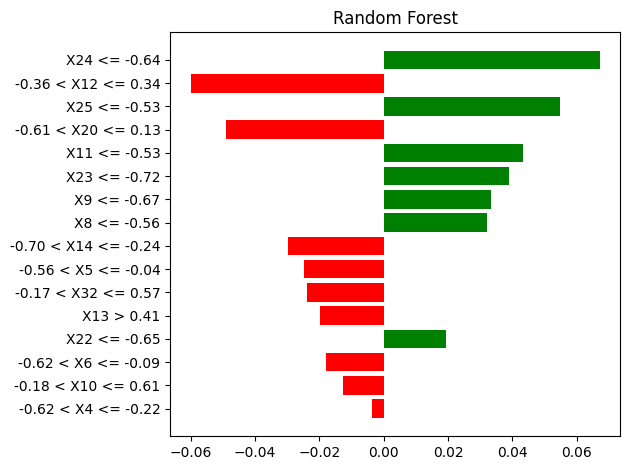 Random Forest
X24 <= -0.64
-0.36 < X12 <= 0.34
X25 <= -0.53
-0.61 < X20 <= 0.13
X11 <= -0.53
X23 <= -0.72
X9 <= -0.67
X8 <= -0.56
-0.70 < X14 <= -0.24
-0.56 < X5 <= -0.04
-0.17 < X32 <= 0.57
X13 > 0.41
X22 <= -0.65
-0.62 < X6 <= -0.09
-0.18 < X10 <= 0.61
-0.62 < X4 <= -0.22
−0.06 −0.04 −0.02 0.00 0.02 0.04 0.06